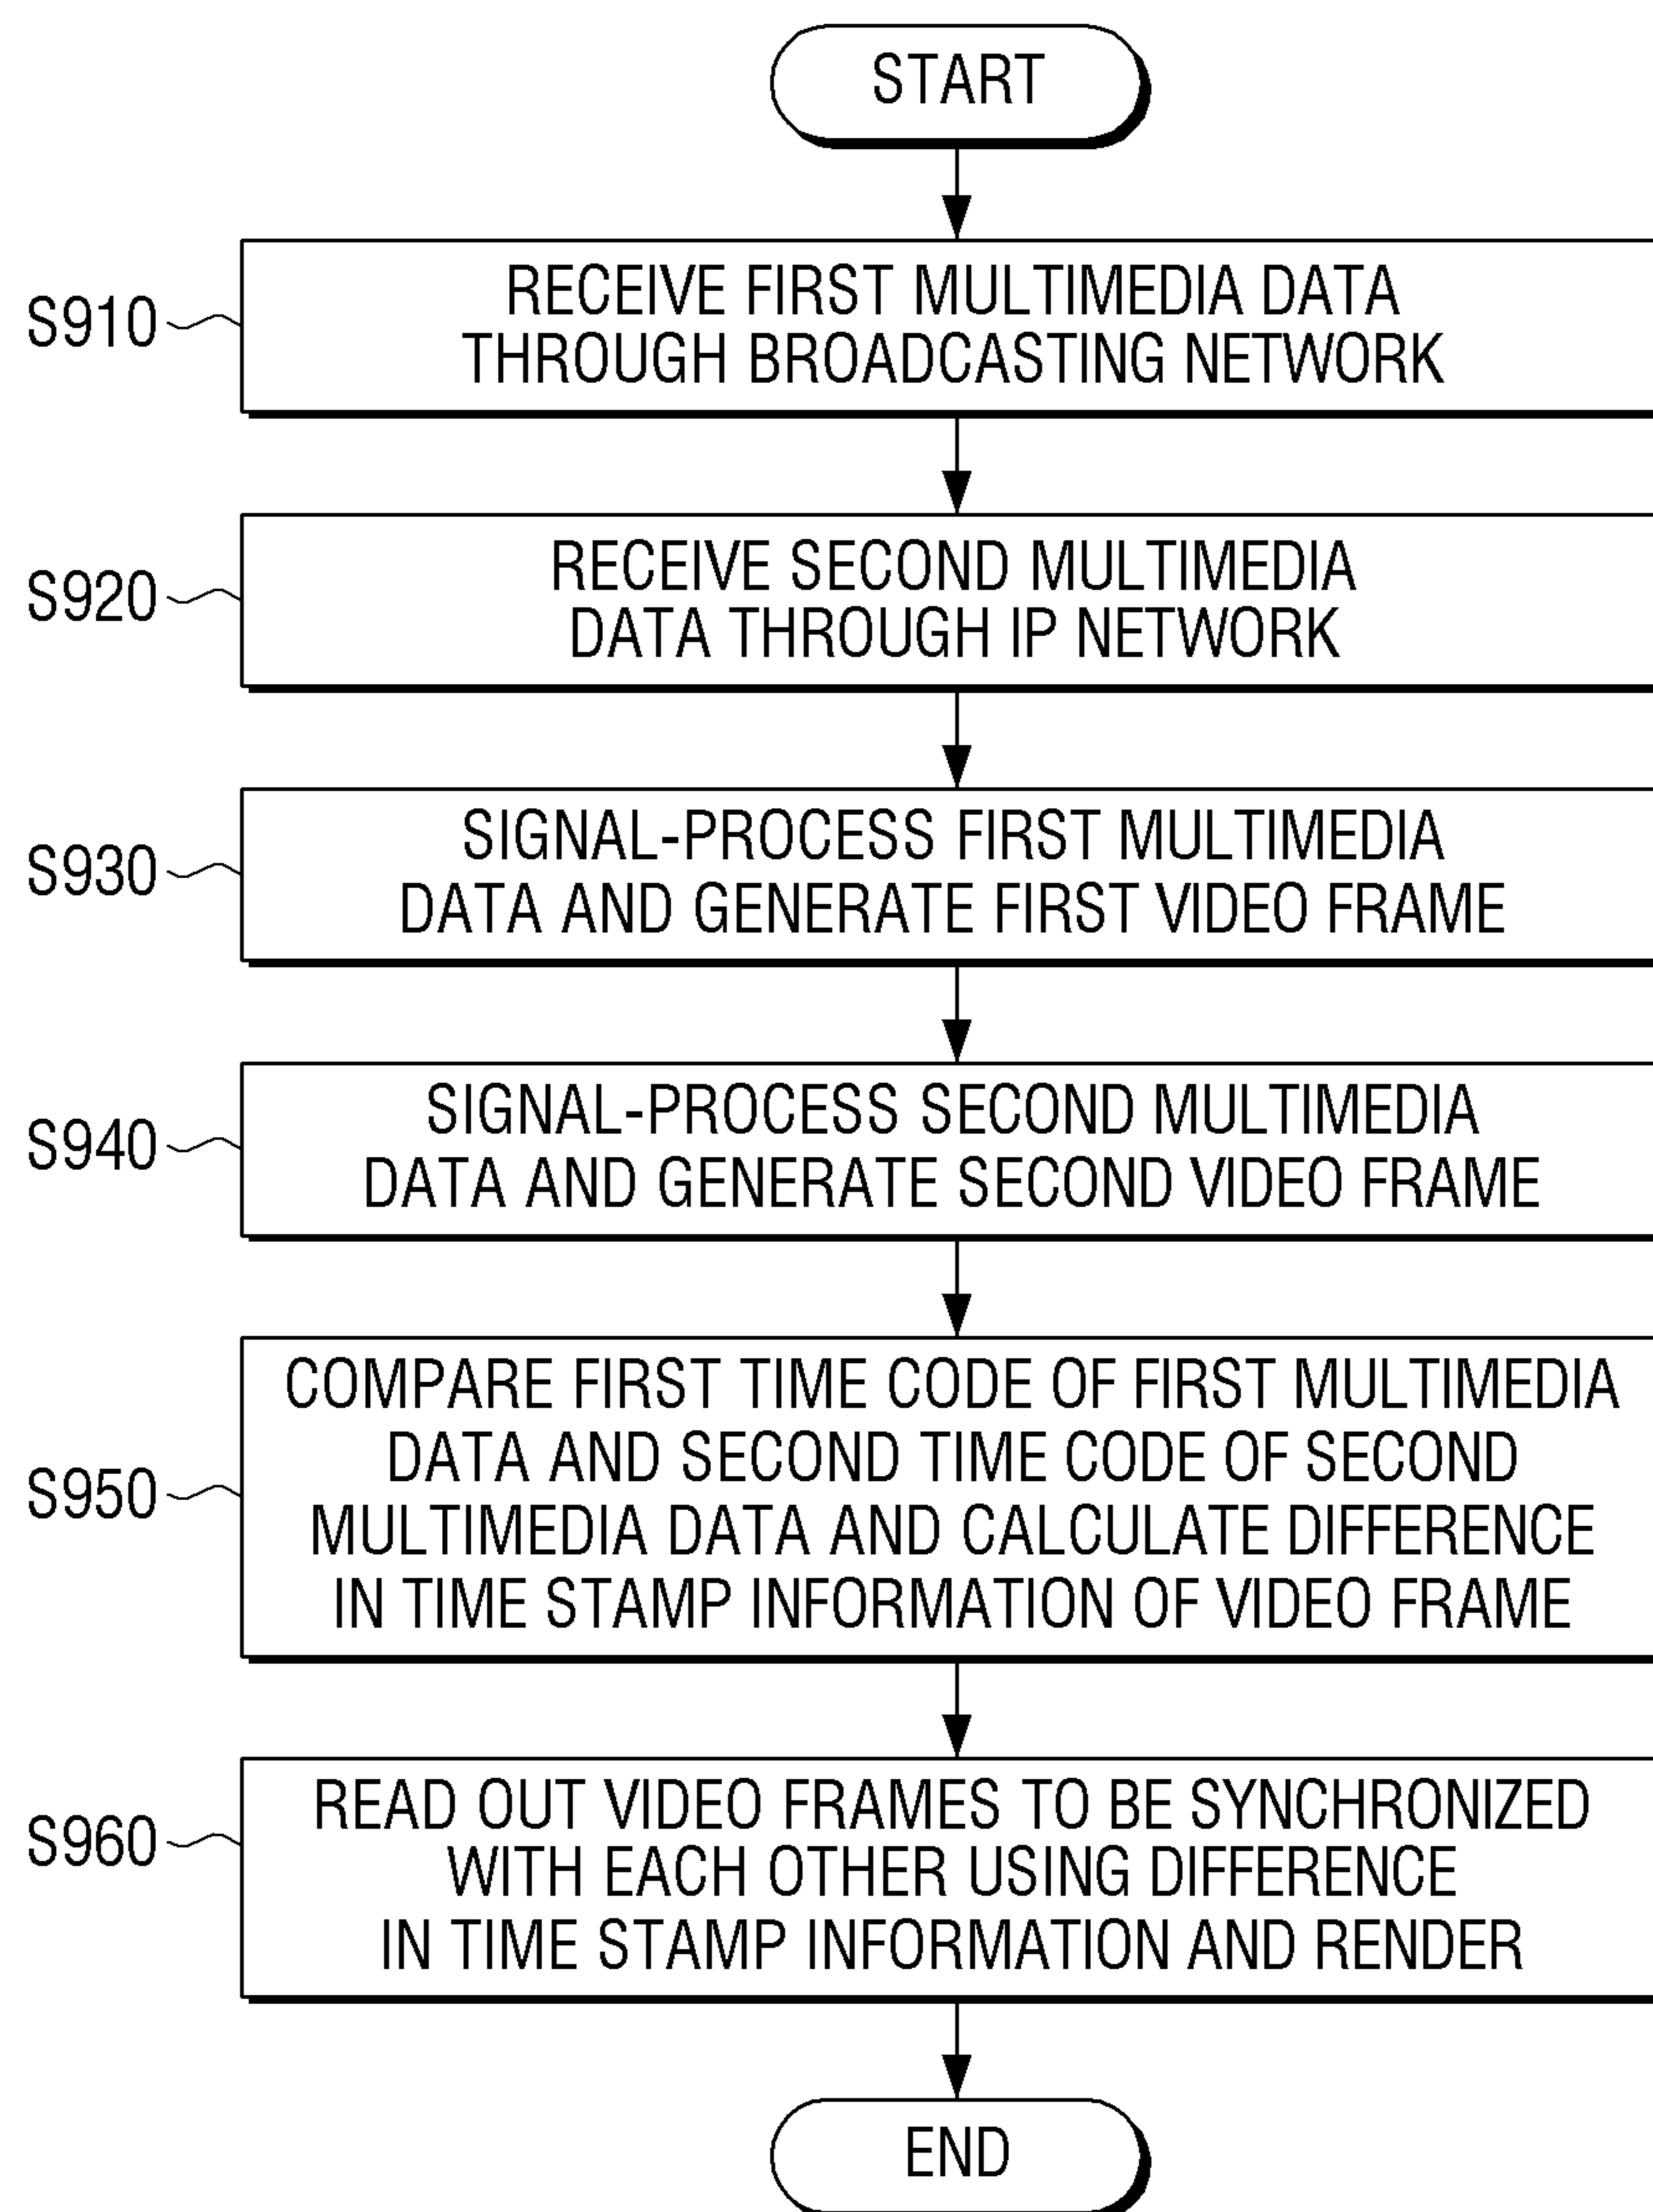 START
S910
RECEIVE FIRST MULTIMEDIA DATA
THROUGH BROADCASTING NETWORK
S920
RECEIVE SECOND MULTIMEDIA
DATA THROUGH IP NETWORK
S930
SIGNAL-PROCESS FIRST MULTIMEDIA
DATA AND GENERATE FIRST VIDEO FRAME
S940
SIGNAL-PROCESS SECOND MULTIMEDIA
DATA AND GENERATE SECOND VIDEO FRAME
S950
COMPARE FIRST TIME CODE OF FIRST MULTIMEDIA
DATA AND SECOND TIME CODE OF SECOND
MULTIMEDIA DATA AND CALCULATE DIFFERENCE
IN TIME STAMP INFORMATION OF VIDEO FRAME
S960
READ OUT VIDEO FRAMES TO BE SYNCHRONIZED
WITH EACH OTHER USING DIFFERENCE
IN TIME STAMP INFORMATION AND RENDER
END